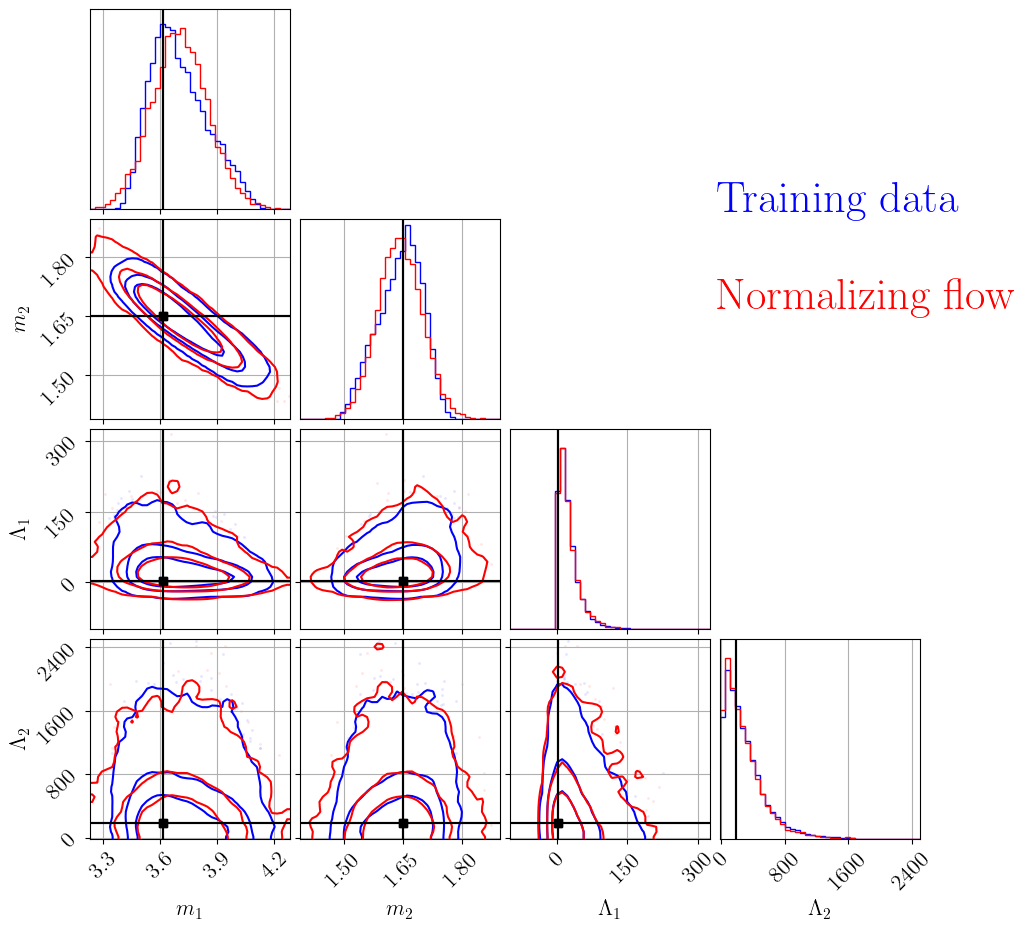 Training data
Normalizing flow
m₂
1.80
1.65
1.50
Λ₁
300
150
0
Λ₂
2400
1600
800
0
3.3 3.6 3.9 4.2
1.50 1.65 1.80
0 150 300
0 800 1600 2400
m₁ m₂ Λ₁ Λ₂